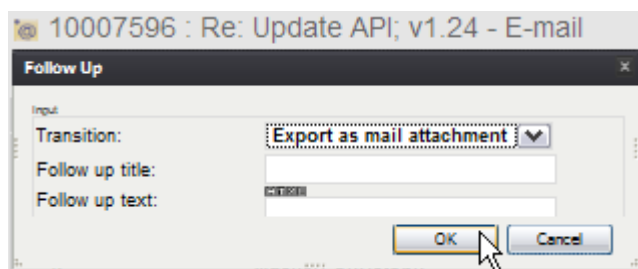 10007596 : Re: Update API; v1.24 - E-mail
Follow Up
x
Input
Transition:
Export as mail attachment
Follow up title:
HTML
Follow up text:
OK
Cancel